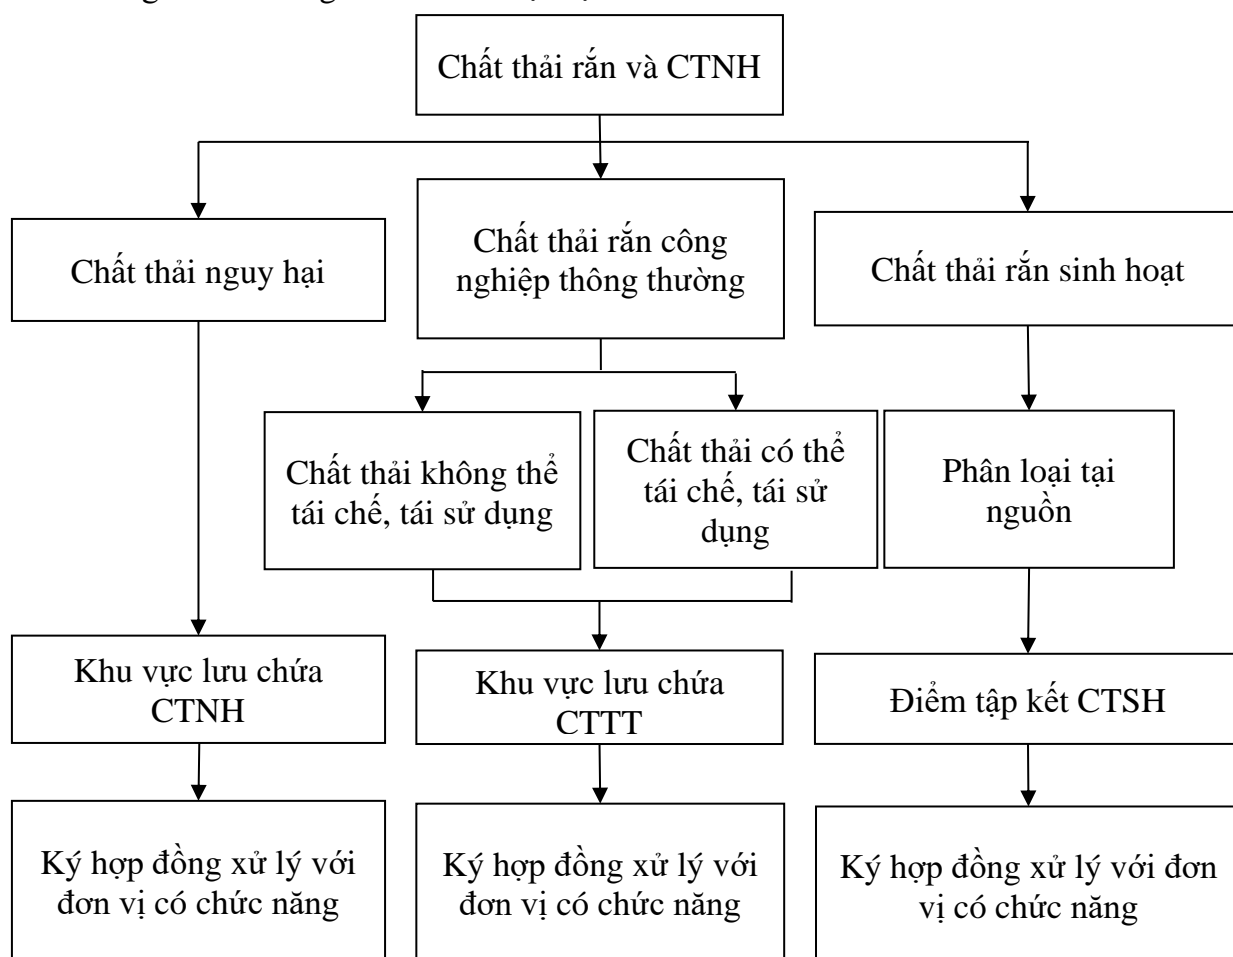 Chất thải rắn và CTNH
Chất thải nguy hại
Chất thải rắn công
nghiệp thông thường
Chất thải rắn sinh hoạt
Chất thải không thể
tái chế, tái sử dụng
Chất thải có thể
tái chế, tái sử
dụng
Phân loại tại
nguồn
Khu vực lưu chứa
CTNH
Khu vực lưu chứa
CTTT
Điểm tập kết CTSH
Ký hợp đồng xử lý với
đơn vị có chức năng
Ký hợp đồng xử lý với
đơn vị có chức năng
Ký hợp đồng xử lý với đơn
vị có chức năng